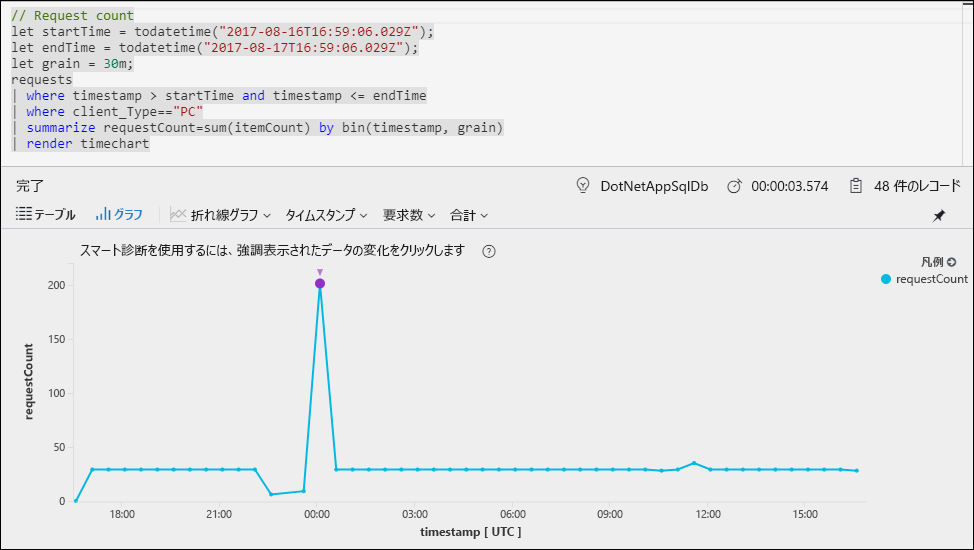 // Request count
let startTime = todatetime("2017-08-16T16:59:06.029Z");
let endTime = todatetime("2017-08-17T16:59:06.029Z");
let grain = 30m;
requests
| where timestamp > startTime and timestamp <= endTime
| where client_Type=="PC"
| summarize requestCount=sum(itemCount) by bin(timestamp, grain)
| render timechart
完了 DotNetAppSqlDb 00:00:03.574 48 件のレコード
テーブル グラフ 折れ線グラフ タイムスタンプ 要求数 合計
スマート診断を使用するには、強調表示されたデータの変化をクリックします ?
凡例
requestCount
200
150
100
50
0
requestCount
18:00 21:00 00:00 03:00 06:00 09:00 12:00 15:00
timestamp [ UTC ]